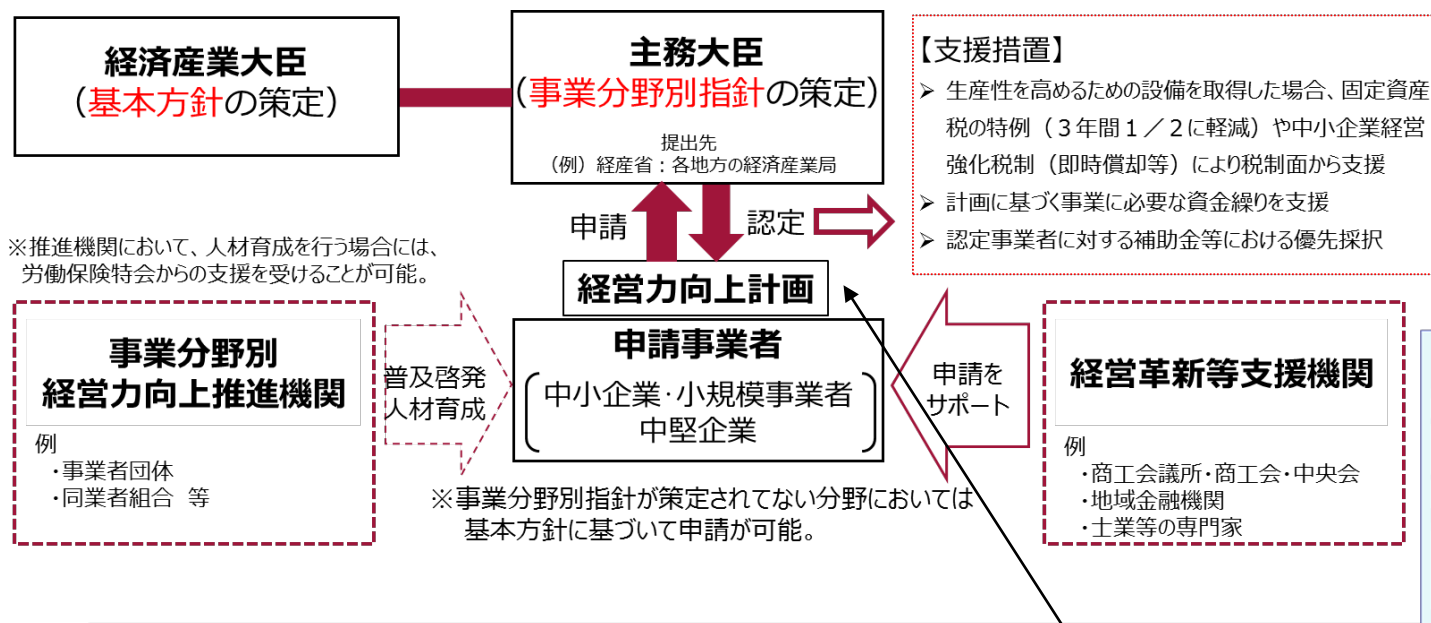 経済産業大臣
（基本方針の策定）
主務大臣
（事業分野別指針の策定）
提出先
（例）経産省：各地方の経済産業局
【支援措置】
➢ 生産性を高めるための設備を取得した場合、固定資産
税の特例（３年間１／２に軽減）や中小企業経営
強化税制（即時償却等）により税制面から支援
➢ 計画に基づく事業に必要な資金繰りを支援
➢ 認定事業者に対する補助金等における優先採択
申請
認定
※推進機関において、人材育成を行う場合には、
労働保険特会からの支援を受けることが可能。
経営力向上計画
事業分野別
経営力向上推進機関
例
・事業者団体
・同業者組合 等
普及啓発
人材育成
申請事業者
中小企業・小規模事業者
中堅企業
申請を
サポート
経営革新等支援機関
例
・商工会議所・商工会・中央会
・地域金融機関
・士業等の専門家
※事業分野別指針が策定されてない分野においては
基本方針に基づいて申請が可能。